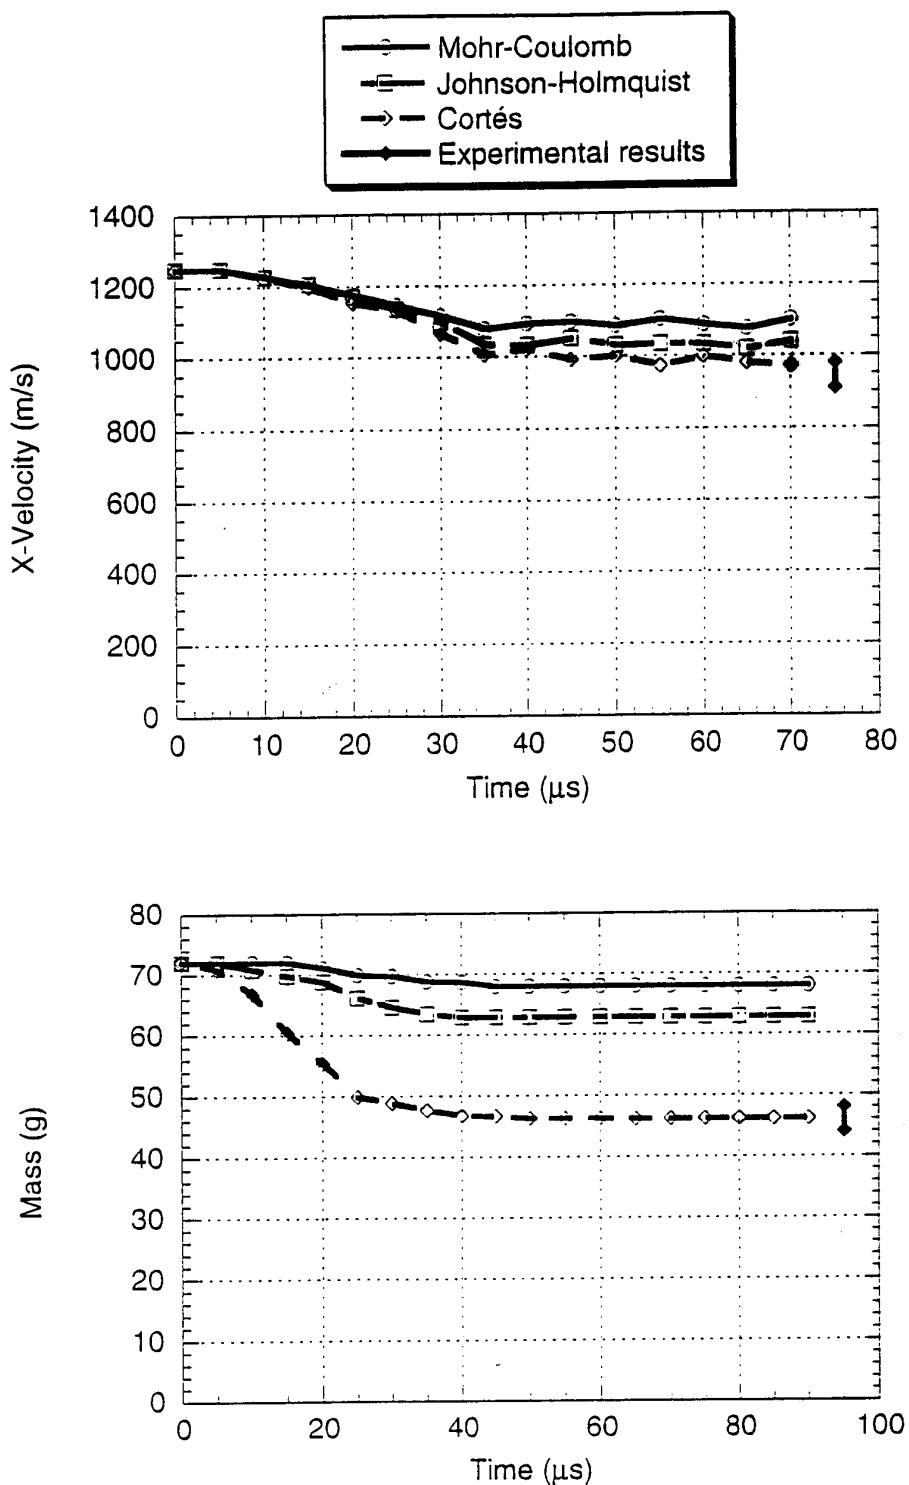 Mohr-Coulomb
Johnson-Holmquist
Cortés
Experimental results
1400
1200
1000
800
600
400
200
0
X-Velocity (m/s)
0 10 20 30 40 50 60 70 80
Time (μs)
80
70
60
50
40
30
20
10
0
Mass (g)
0 20 40 60 80 100
Time (μs)